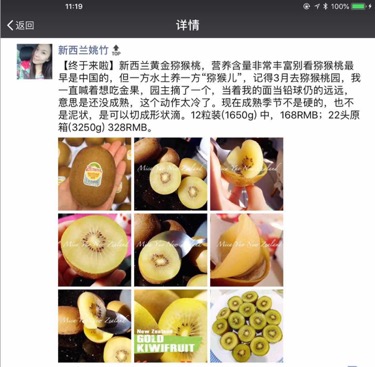 11:19
100%
返回
详情
新西兰姚竹 TOP
【终于来啦】新西兰黄金猕猴桃，营养含量非常丰富别看猕猴桃最
早是中国的，但一方水土养一方“猕猴儿”，记得3月去猕猴桃园，我
一直喊着想吃金果，园主摘了一个，当着我的面当铅球仍的远远，
意思是还没成熟，这个动作太冷了。现在成熟季节不是硬的，也不
是泥状，是可以切成形状滴。12粒装(1650g) 中，168RMB；22头原
箱(3250g) 328RMB。
New Zealand
GOLD
KIWIFRUIT